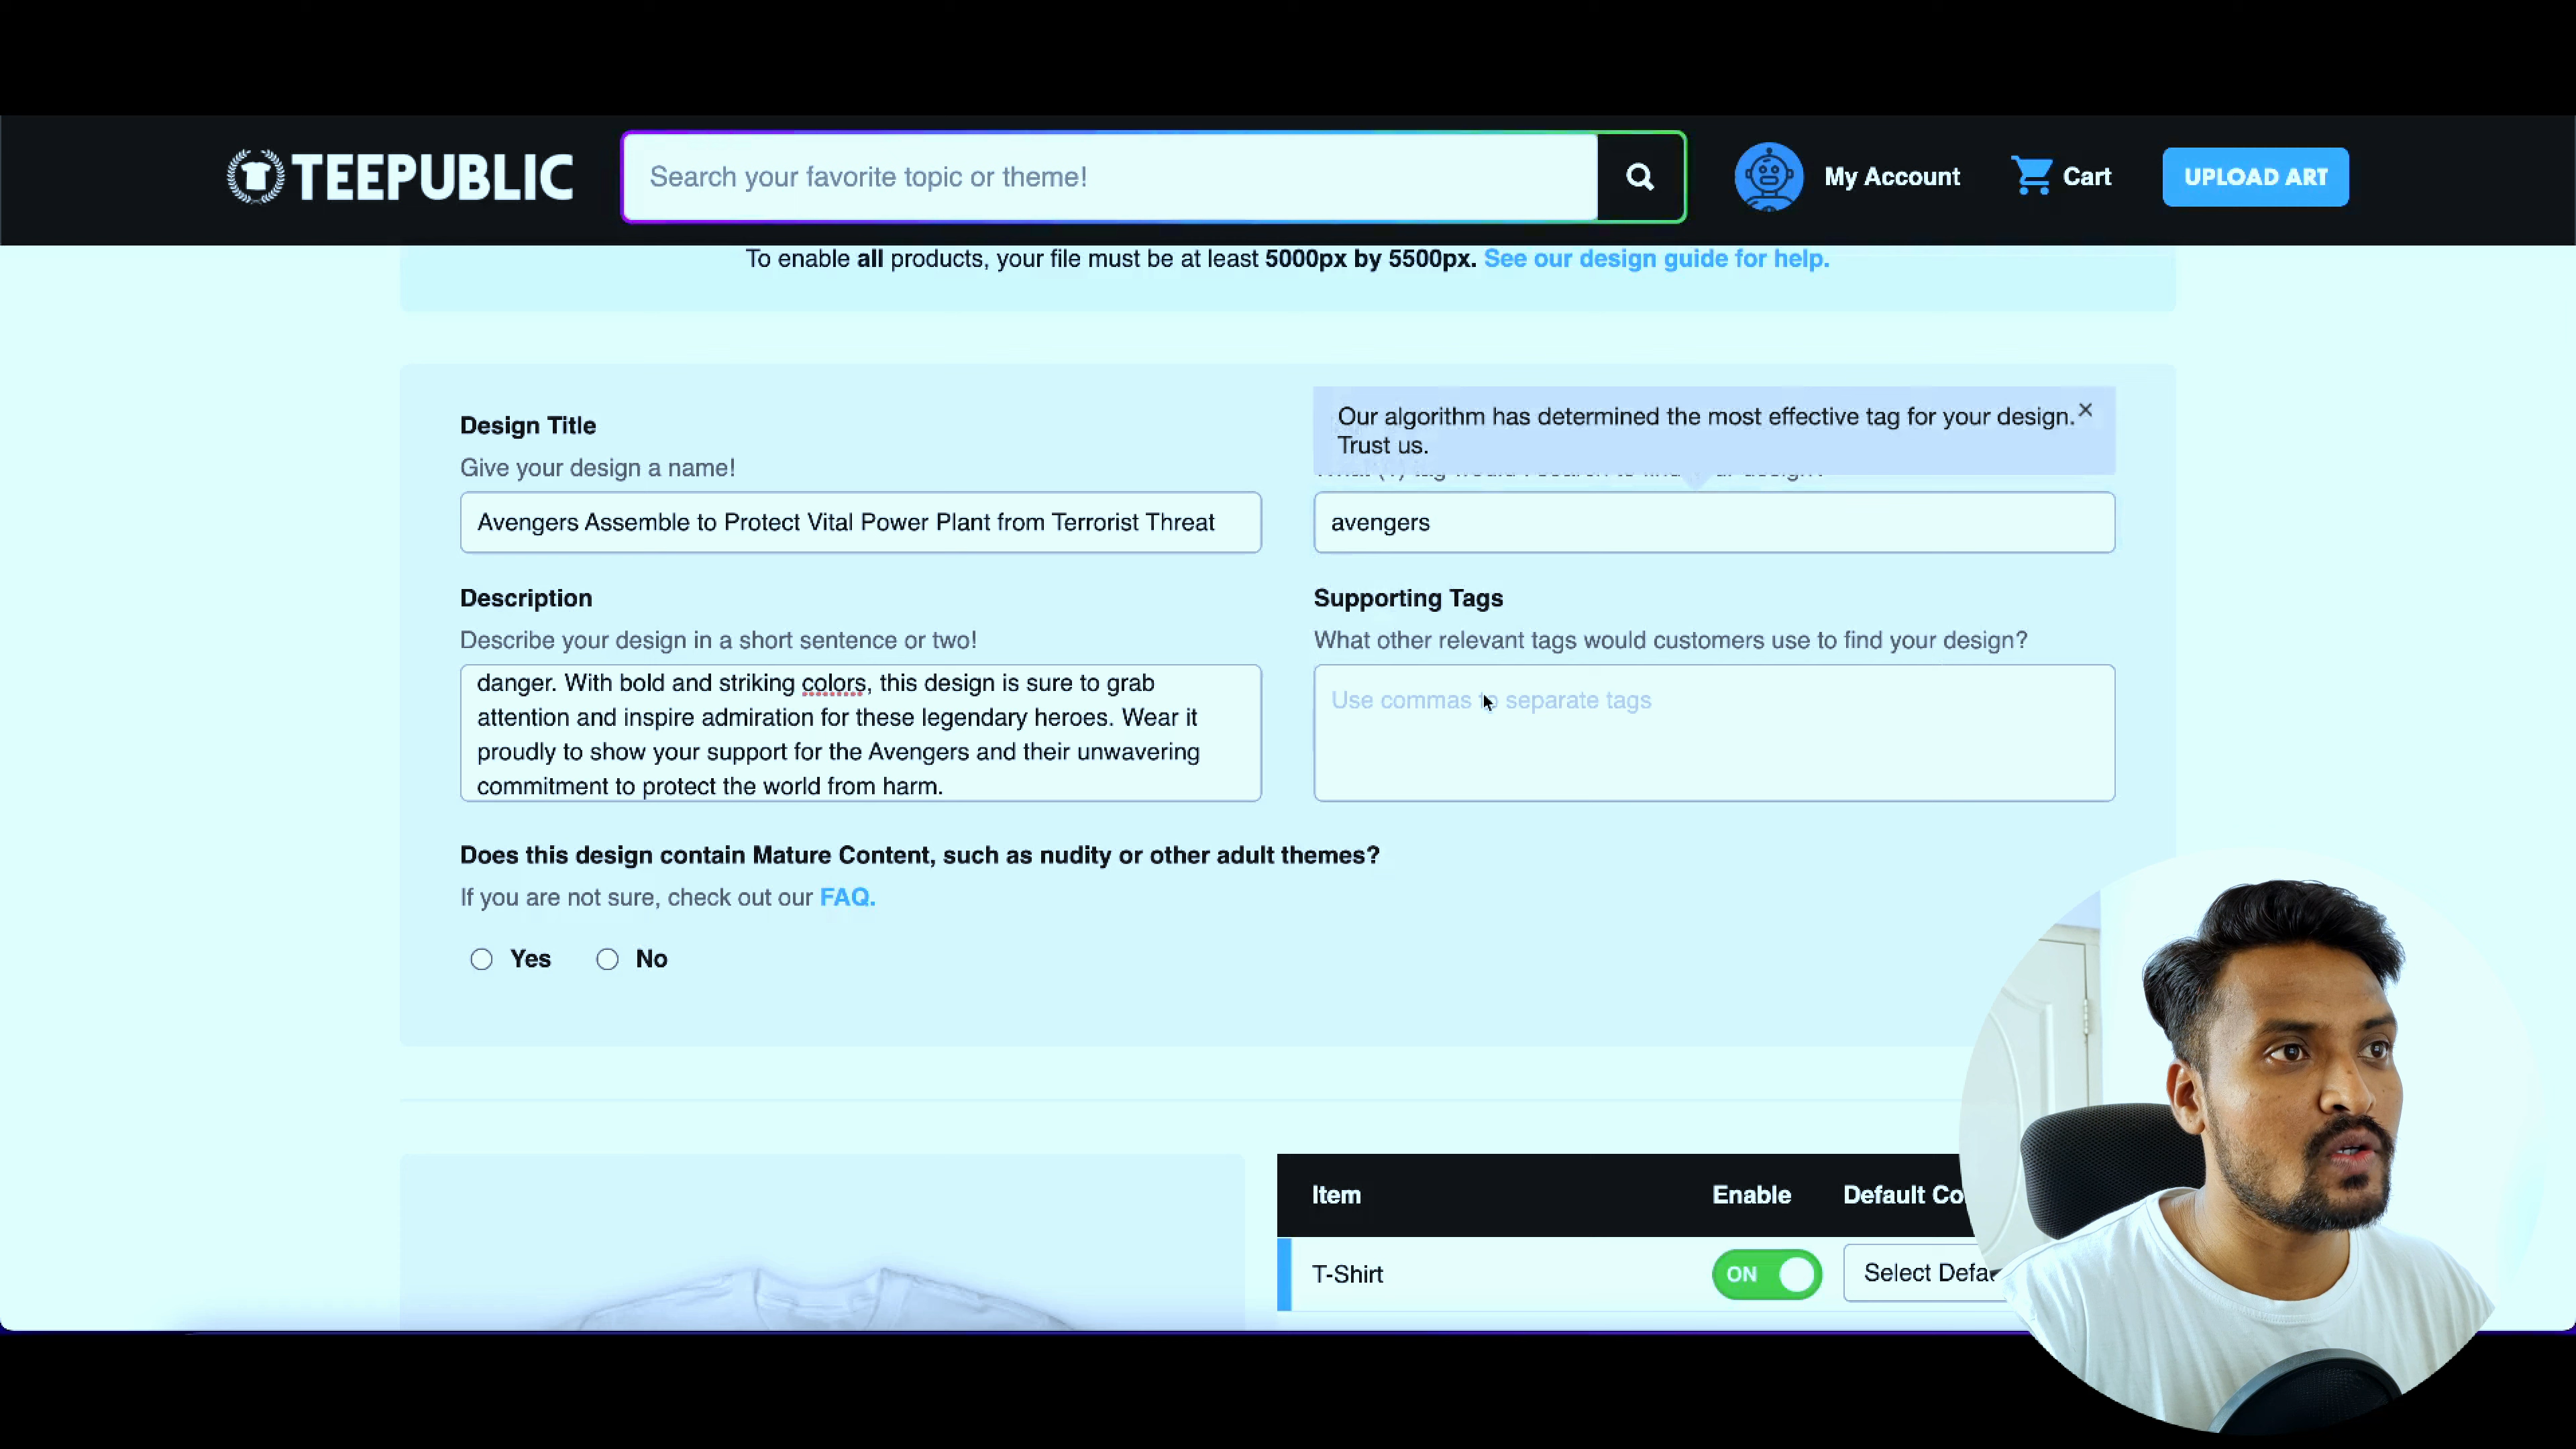 TEEPUBLIC
Search your favorite topic or theme!
My Account
Cart
UPLOAD ART
To enable all products, your file must be at least 5000px by 5500px. See our design guide for help.
Design Title
Give your design a name!
Avengers Assemble to Protect Vital Power Plant from Terrorist Threat
Our algorithm has determined the most effective tag for your design.
Trust us.
avengers
Description
Describe your design in a short sentence or two!
danger. With bold and striking colors, this design is sure to grab
attention and inspire admiration for these legendary heroes. Wear it
proudly to show your support for the Avengers and their unwavering
commitment to protect the world from harm.
Supporting Tags
What other relevant tags would customers use to find your design?
Use commas to separate tags
Does this design contain Mature Content, such as nudity or other adult themes?
If you are not sure, check out our FAQ.
Yes
No
Item
Enable
Default Co
T-Shirt
ON
Select Defa